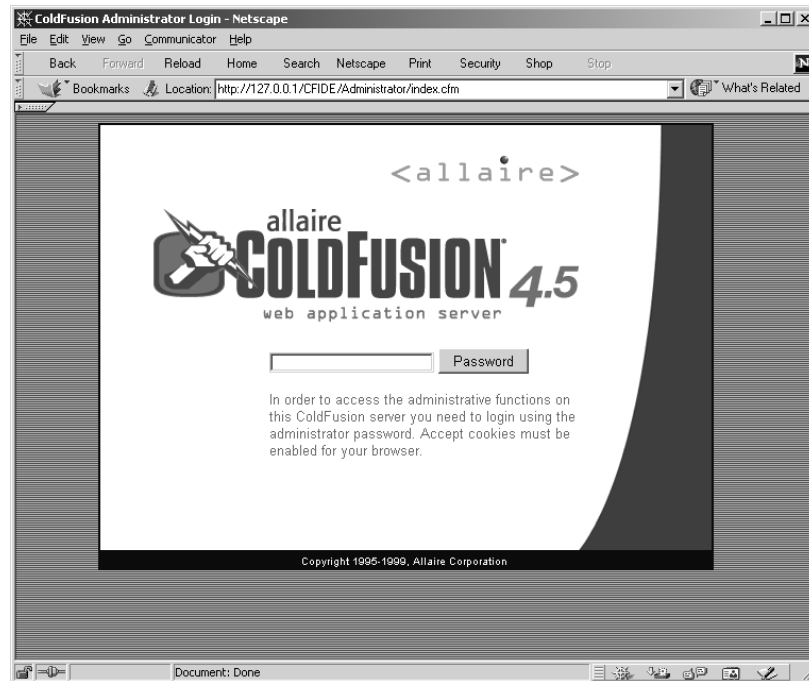 ColdFusion Administrator Login - Netscape
File Edit View Go Communicator Help
Back Forward Reload Home Search Netscape Print Security Shop Stop
N
Bookmarks Location: http://127.0.0.1/CFIDE/Administrator/index.cfm What's Related
<allaire>
allaire
COLDFUSION 4.5
web application server
Password
In order to access the administrative functions on
this ColdFusion server you need to login using the
administrator password. Accept cookies must be
enabled for your browser.
Copyright 1995-1999, Allaire Corporation
Document: Done